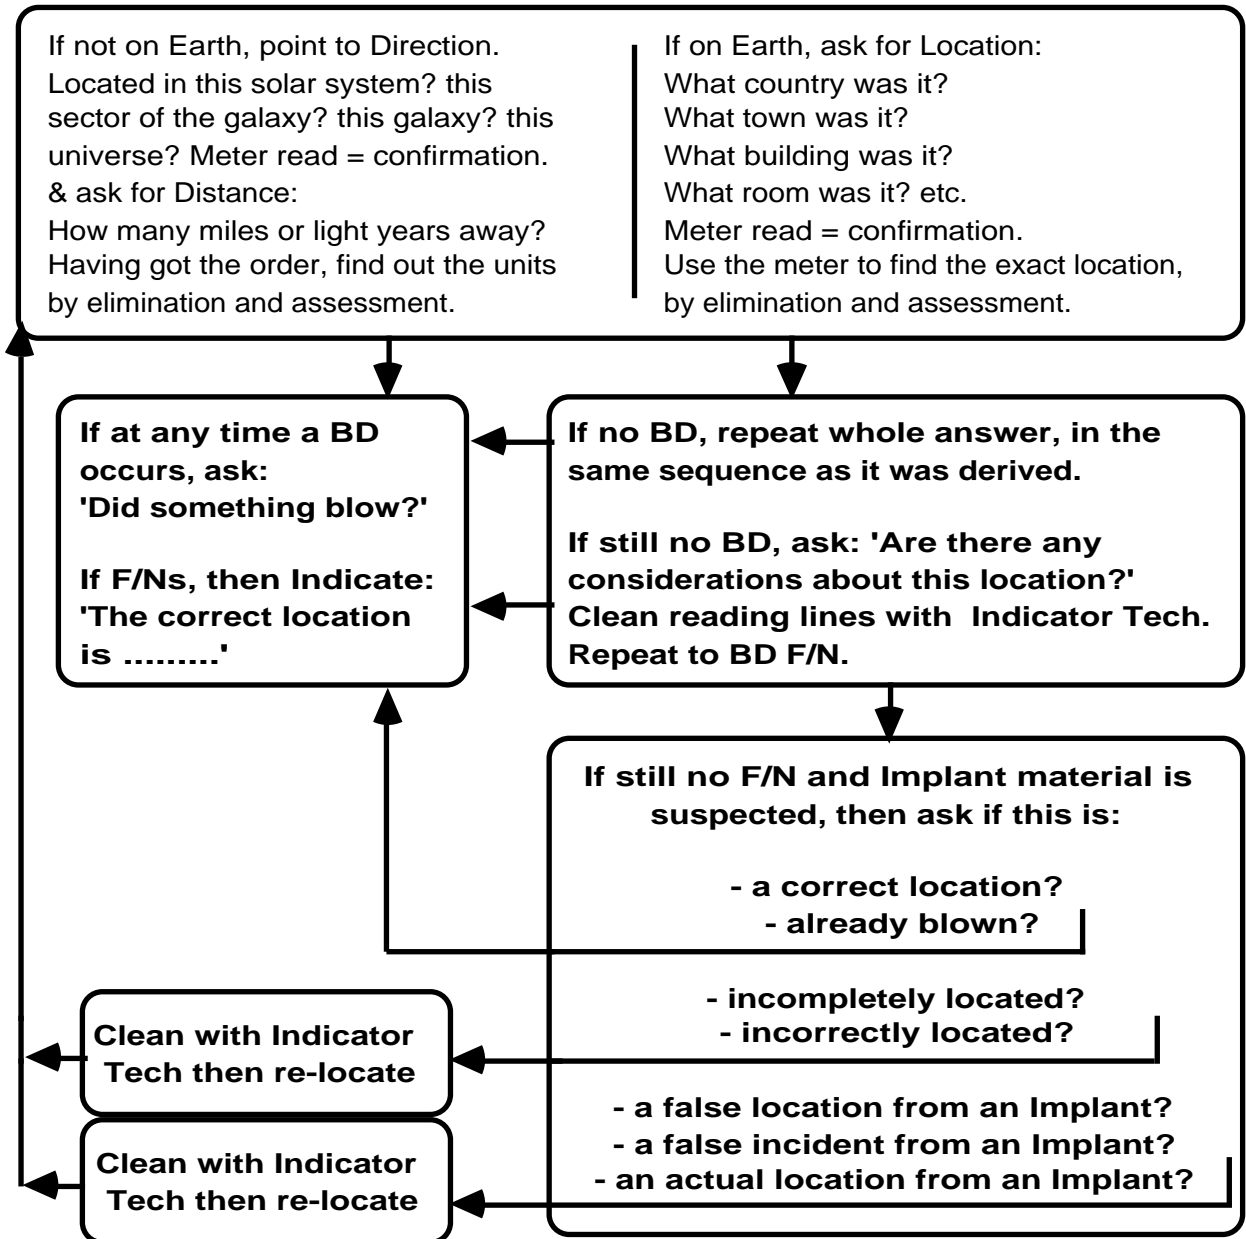 If not on Earth, point to Direction.
Located in this solar system? this
sector of the galaxy? this galaxy? this
universe? Meter read = confirmation.
& ask for Distance:
How many miles or light years away?
Having got the order, find out the units
by elimination and assessment.
If on Earth, ask for Location:
What country was it?
What town was it?
What building was it?
What room was it? etc.
Meter read = confirmation.
Use the meter to find the exact location,
by elimination and assessment.
If at any time a BD
occurs, ask:
'Did something blow?'
If F/Ns, then Indicate:
'The correct location
is .........'
If no BD, repeat whole answer, in the
same sequence as it was derived.
If still no BD, ask: 'Are there any
considerations about this location?'
Clean reading lines with Indicator Tech.
Repeat to BD F/N.
If still no F/N and Implant material is
suspected, then ask if this is:
- a correct location?
- already blown?
- incompletely located?
- incorrectly located?
- a false location from an Implant?
- a false incident from an Implant?
- an actual location from an Implant?
Clean with Indicator
Tech then re-locate
Clean with Indicator
Tech then re-locate